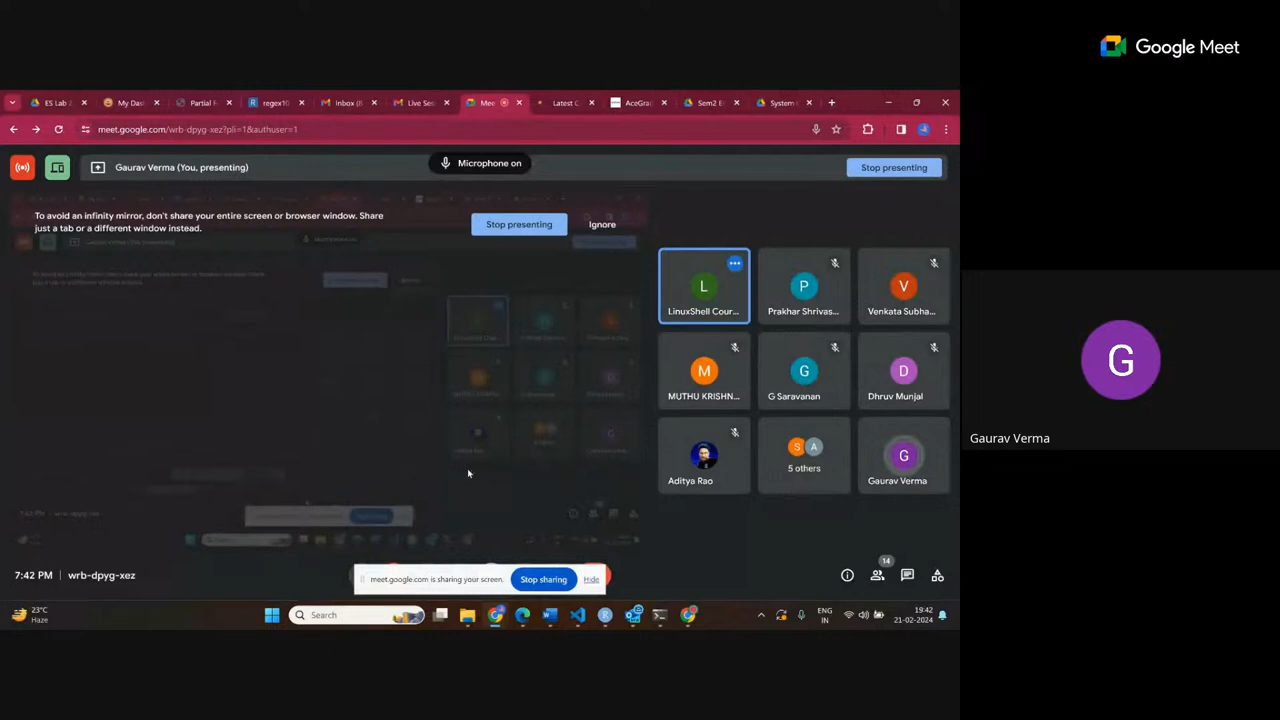 Google Meet
ES Lab 2
My Das
Partial F
regex10
Inbox (8
Live Ses
Mee
Latest C
AceGra
Sem2 E
System
meet.google.com/wrb-dpyg-xez?pli=1&authuser=1
Gaurav Verma (You, presenting)
Microphone on
Stop presenting
To avoid an infinity mirror, don't share your entire screen or browser window. Share
just a tab or a different window instead.
Stop presenting
Ignore
L
LinuxShell Cour...
P
Prakhar Shrivas...
V
Venkata Subha...
M
MUTHU KRISHN...
G
G Saravanan
D
Dhruv Munjal
Aditya Rao
S A
5 others
G
Gaurav Verma
G
Gaurav Verma
7:42 PM | wrb-dpyg-xez
meet.google.com is sharing your screen.
Stop sharing
Hide
14
23°C
Haze
Search
ENG
IN
19:42
21-02-2024